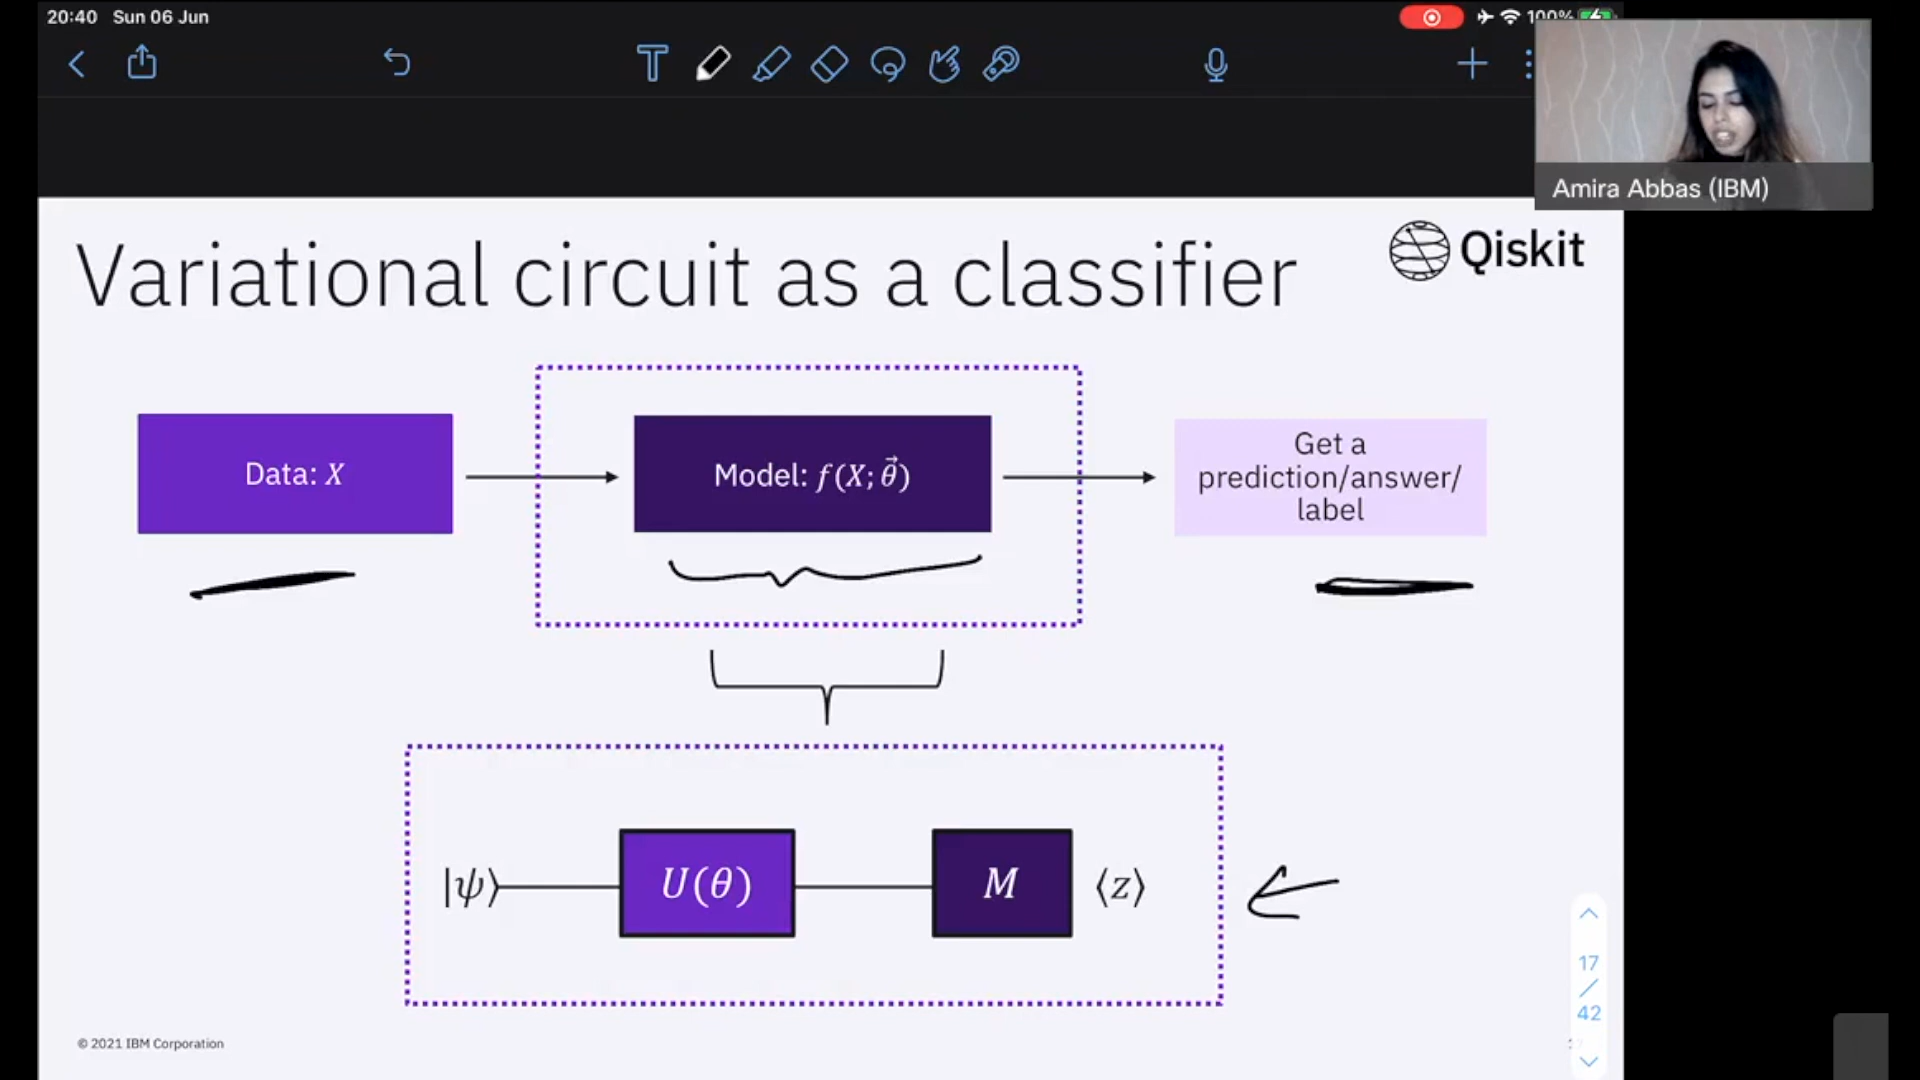 20:40 Sun 06 Jun
100%
Amira Abbas (IBM)
Variational circuit as a classifier
Qiskit
Data: X
Model: f(X; θ⃗)
Get a
prediction/answer/
label
|ψ⟩
U(θ)
M
⟨z⟩
17
/
42
© 2021 IBM Corporation